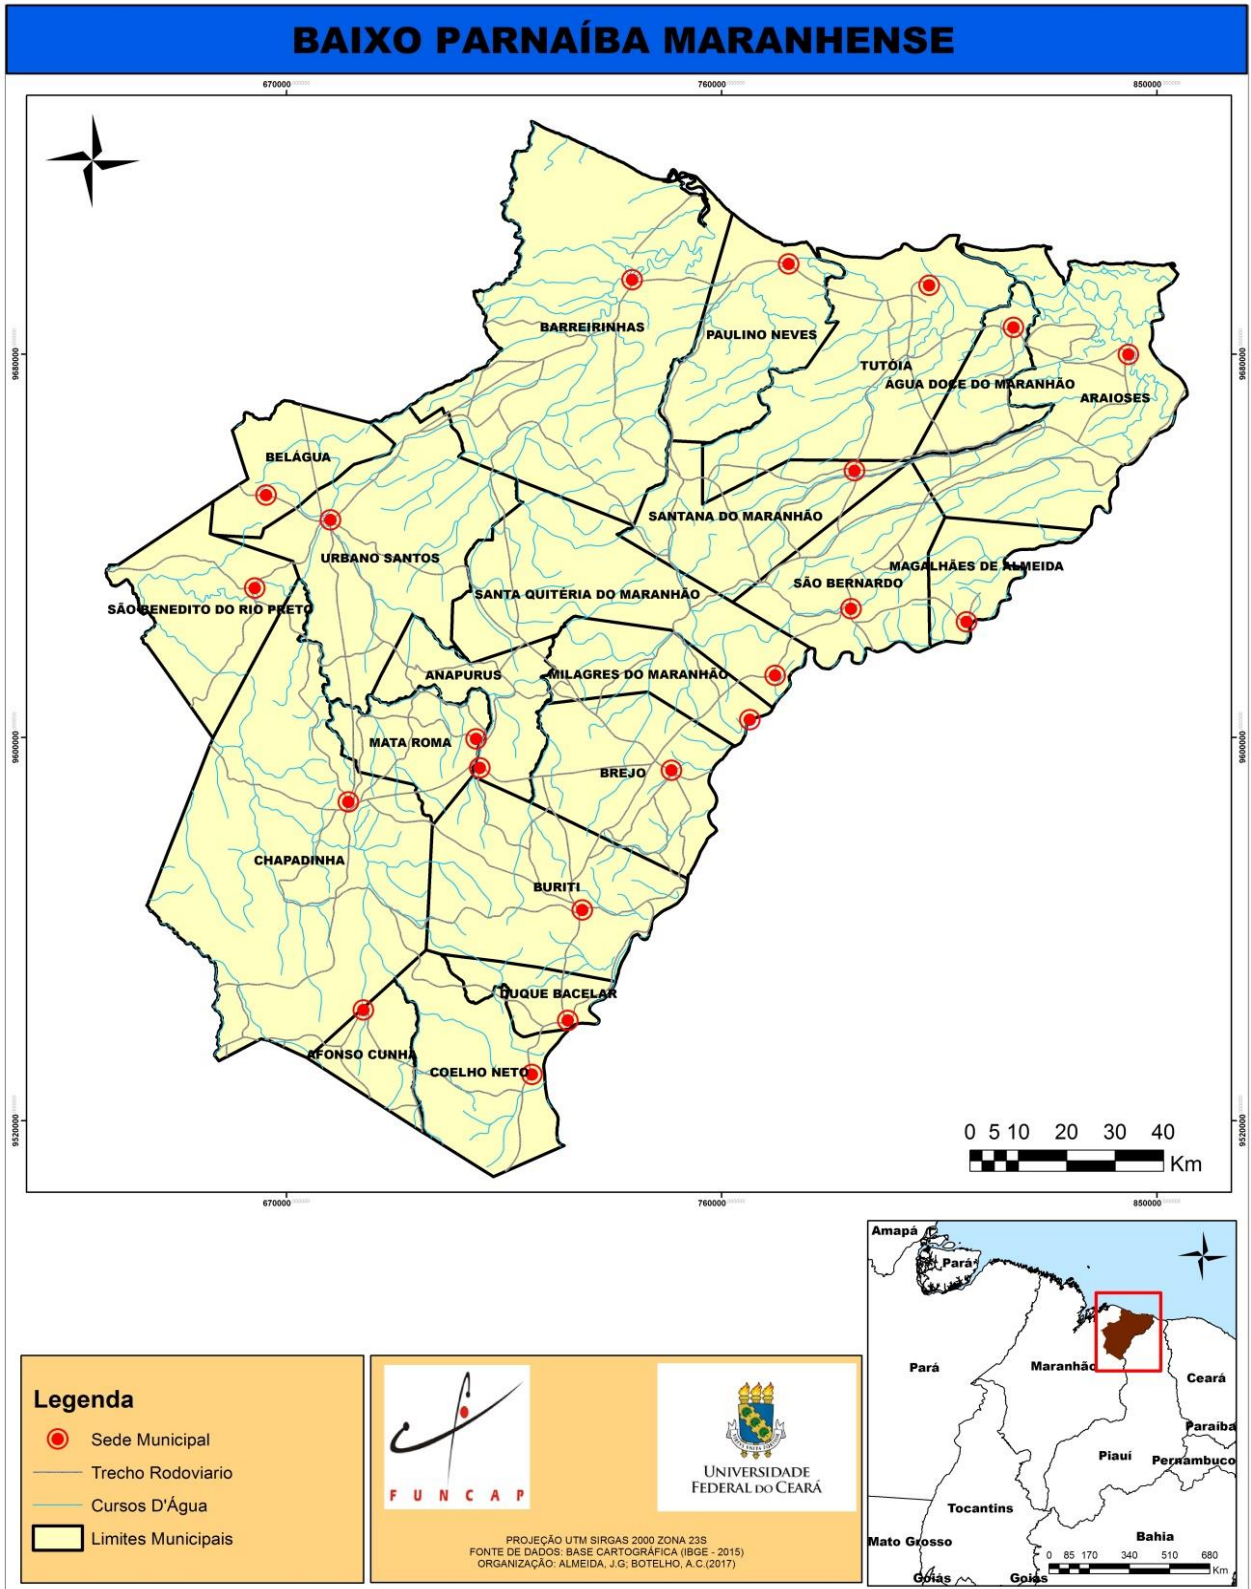 BAIXO PARNAÍBA MARANHENSE
670000
760000
850000
BARREIRINHAS
PAULINO NEVES
TUTÓIA
ÁGUA DOCE DO MARANHÃO
ARAIOSES
9680000
9680000
BELÁGUA
SANTANA DO MARANHÃO
URBANO SANTOS
MAGALHÃES DE ALMEIDA
SÃO BERNARDO
SANTA QUITÉRIA DO MARANHÃO
SÃO BENEDITO DO RIO PRETO
ANAPURUS
MILAGRES DO MARANHÃO
MATA ROMA
9600000
9600000
BREJO
CHAPADINHA
BURITI
DUQUE BACELAR
AFONSO CUNHA
COELHO NETO
9520000
9520000
0 5 10 20 30 40
Km
670000
760000
850000
Amapá
Pará
Pará
Maranhão
Ceará
Paraíba
Piauí
Pernambuco
Tocantins
Mato Grosso
Bahia
0 85 170 340 510 680
Km
Goiás
Goiás
Legenda
Sede Municipal
Trecho Rodoviario
Cursos D'Água
Limites Municipais
FUNCAP
UNIVERSIDADE
FEDERAL DO CEARÁ
PROJEÇÃO UTM SIRGAS 2000 ZONA 23S
FONTE DE DADOS: BASE CARTOGRÁFICA (IBGE - 2015)
ORGANIZAÇÃO: ALMEIDA, J.G; BOTELHO, A.C.(2017)